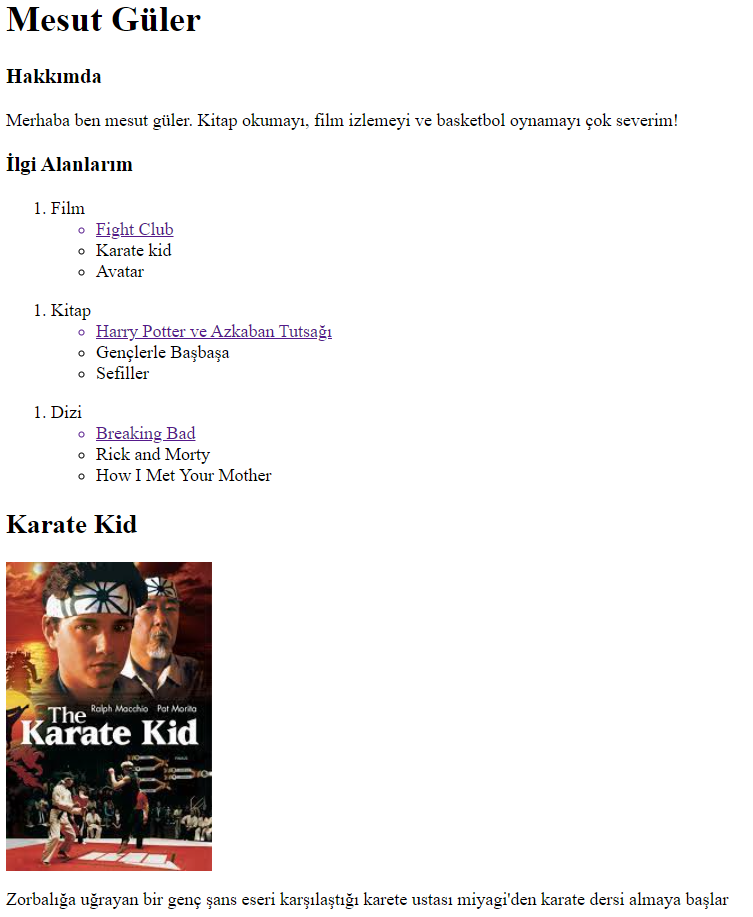 Mesut Güler
Hakkımda
Merhaba ben mesut güler. Kitap okumayı, film izlemeyi ve basketbol oynamayı çok severim!
İlgi Alanlarım
1. Film
Fight Club
Karate kid
Avatar
1. Kitap
Harry Potter ve Azkaban Tutsağı
Gençlerle Başbaşa
Sefiller
1. Dizi
Breaking Bad
Rick and Morty
How I Met Your Mother
Karate Kid
Ralph Macchio Pat Morita
The
Karate Kid
Zorbalığa uğrayan bir genç şans eseri karşılaştığı karete ustası miyagi'den karate dersi almaya başlar